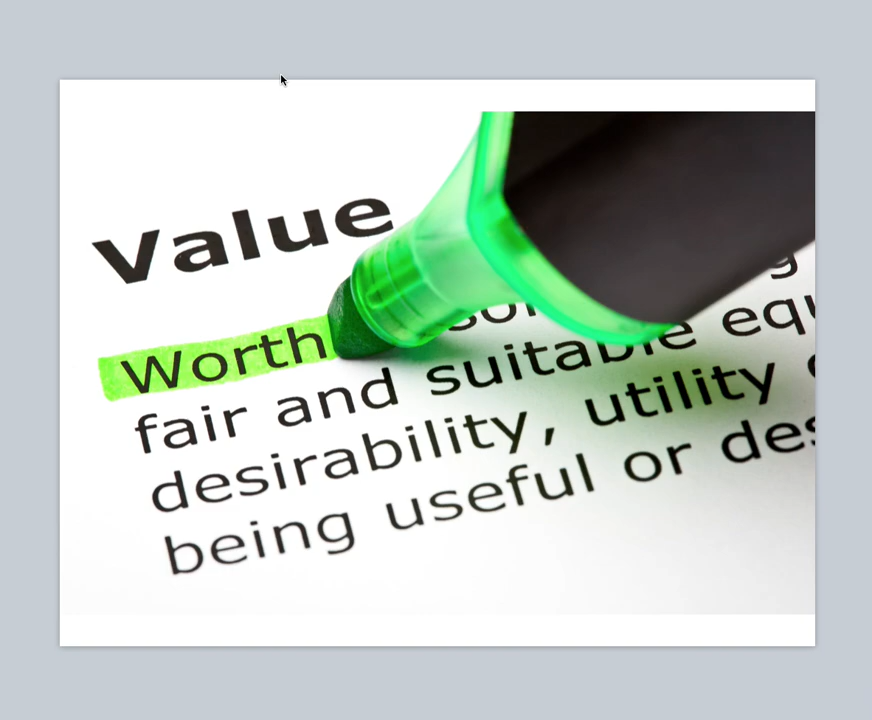 Value
Worth
fair and suitable
desirability, utility
being useful or